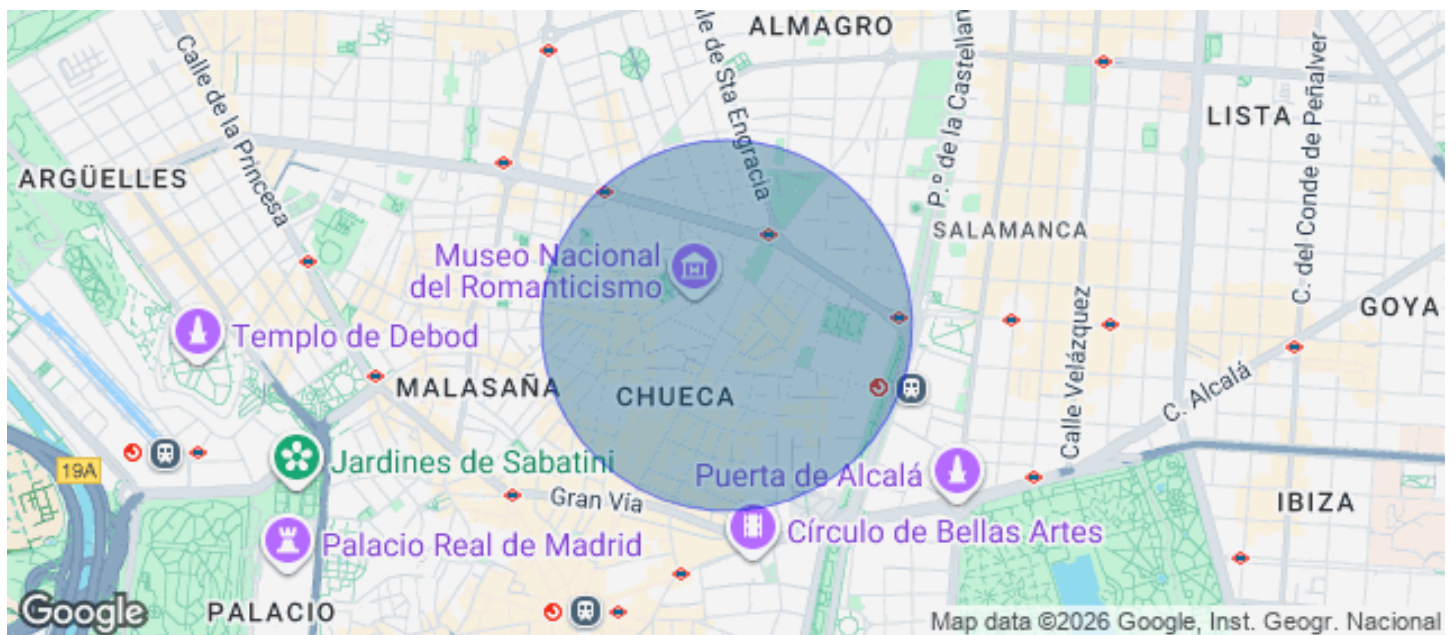 ALMAGRO
Calle de la Princesa
lle de Sta Engracia
P.º de la Castellan
LISTA
C. del Conde de Peñalver
ARGÜELLES
SALAMANCA
Museo Nacional
del Romanticismo
GOYA
Templo de Debod
MALASAÑA
CHUECA
Calle Velázquez
C. Alcalá
19A
Jardines de Sabatini
Puerta de Alcalá
Gran Vía
IBIZA
Palacio Real de Madrid
Círculo de Bellas Artes
PALACIO
Google
Map data ©2026 Google, Inst. Geogr. Nacional